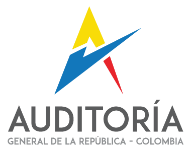 AUDITORÍA
GENERAL DE LA REPÚBLICA - COLOMBIA